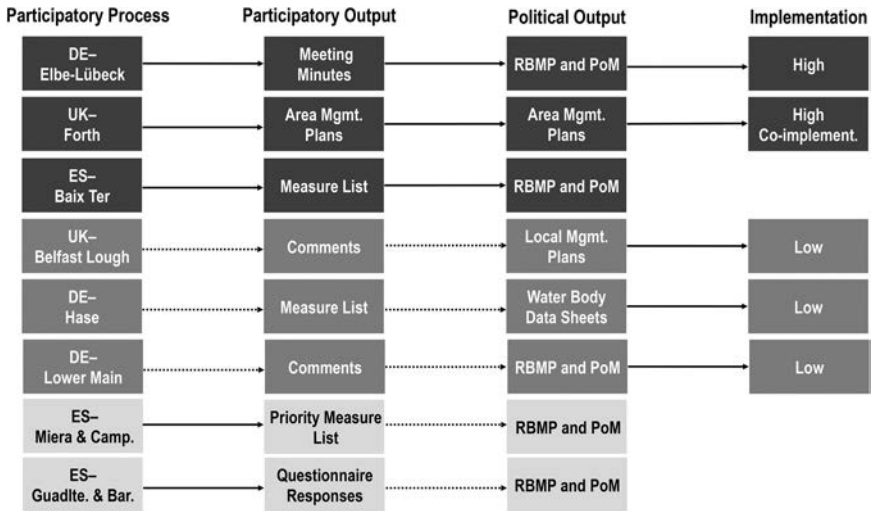 Participatory Process Participatory Output Political Output Implementation
DE–
Elbe-Lübeck
Meeting
Minutes
RBMP and PoM
High
UK–
Forth
Area Mgmt.
Plans
Area Mgmt.
Plans
High
Co-implement.
ES–
Baix Ter
Measure List
RBMP and PoM
UK–
Belfast Lough
Comments
Local Mgmt.
Plans
Low
DE–
Hase
Measure List
Water Body
Data Sheets
Low
DE–
Lower Main
Comments
RBMP and PoM
Low
ES–
Miera & Camp.
Priority Measure
List
RBMP and PoM
ES–
Guadlte. & Bar.
Questionnaire
Responses
RBMP and PoM